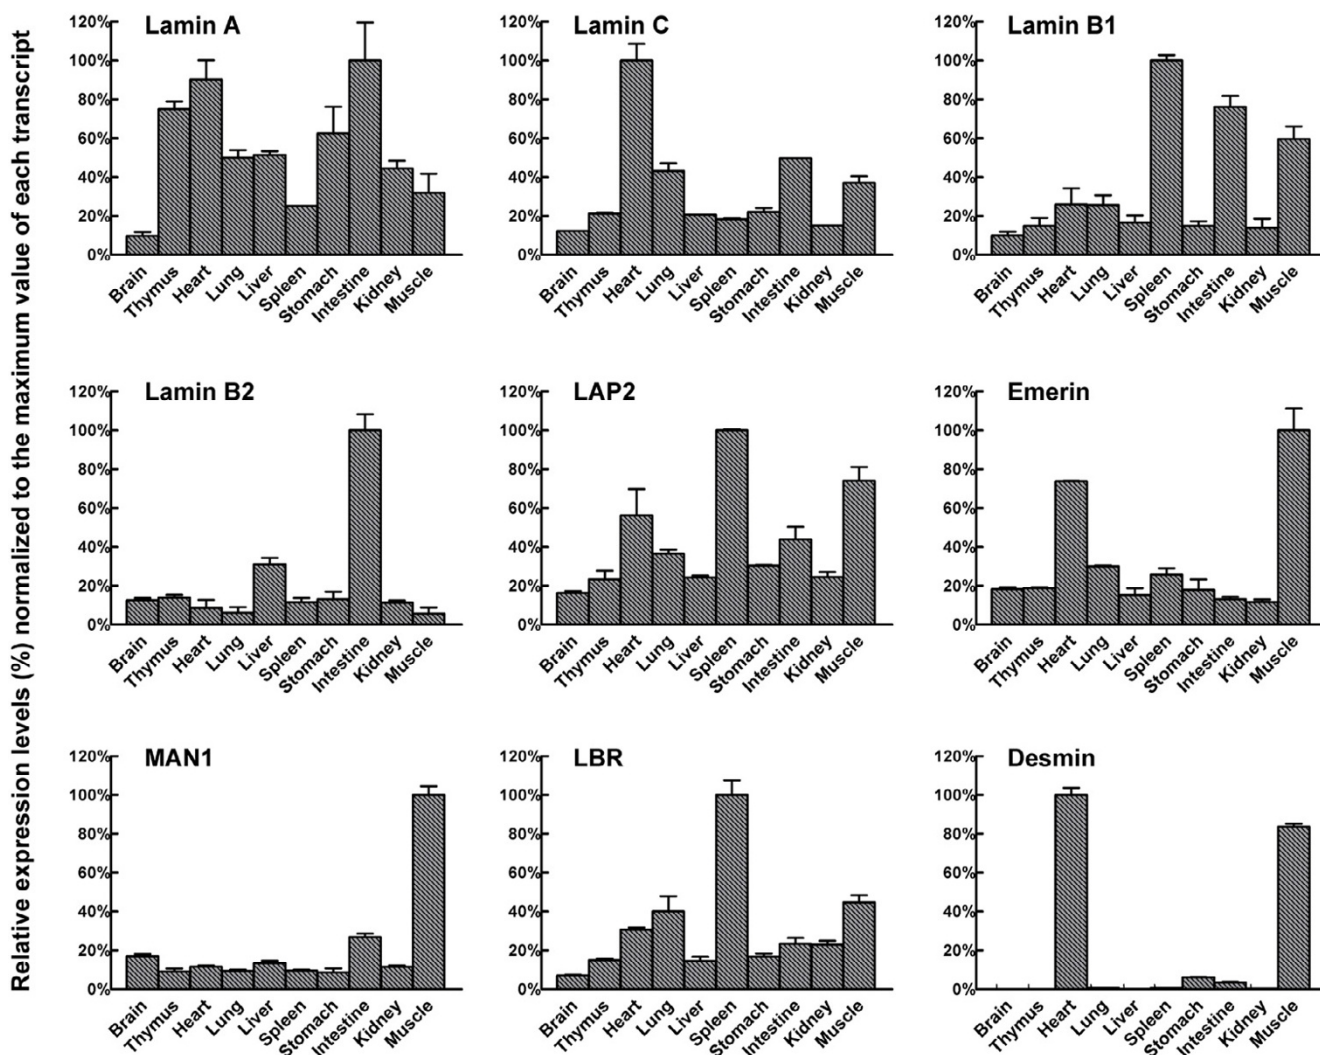 Relative expression levels (%) normalized to the maximum value of each transcript
Lamin A
120%
100%
80%
60%
40%
20%
0%
Brain
Thymus
Heart
Lung
Liver
Spleen
Stomach
Intestine
Kidney
Muscle
Lamin C
120%
100%
80%
60%
40%
20%
0%
Brain
Thymus
Heart
Lung
Liver
Spleen
Stomach
Intestine
Kidney
Muscle
Lamin B1
120%
100%
80%
60%
40%
20%
0%
Brain
Thymus
Heart
Lung
Liver
Spleen
Stomach
Intestine
Kidney
Muscle
Lamin B2
120%
100%
80%
60%
40%
20%
0%
Brain
Thymus
Heart
Lung
Liver
Spleen
Stomach
Intestine
Kidney
Muscle
LAP2
120%
100%
80%
60%
40%
20%
0%
Brain
Thymus
Heart
Lung
Liver
Spleen
Stomach
Intestine
Kidney
Muscle
Emerin
120%
100%
80%
60%
40%
20%
0%
Brain
Thymus
Heart
Lung
Liver
Spleen
Stomach
Intestine
Kidney
Muscle
MAN1
120%
100%
80%
60%
40%
20%
0%
Brain
Thymus
Heart
Lung
Liver
Spleen
Stomach
Intestine
Kidney
Muscle
LBR
120%
100%
80%
60%
40%
20%
0%
Brain
Thymus
Heart
Lung
Liver
Spleen
Stomach
Intestine
Kidney
Muscle
Desmin
120%
100%
80%
60%
40%
20%
0%
Brain
Thymus
Heart
Lung
Liver
Spleen
Stomach
Intestine
Kidney
Muscle